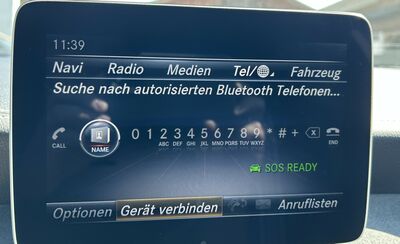 11:39
Navi Radio Medien Tel/ Fahrzeug
Suche nach autorisierten Bluetooth Telefonen...
CALL NAME 0 1 2 3 4 5 6 7 8 9 * # + END
ABC DEF GHI JKL MNO PQRS TUV WXYZ
SOS READY
Optionen Gerät verbinden Anruflisten